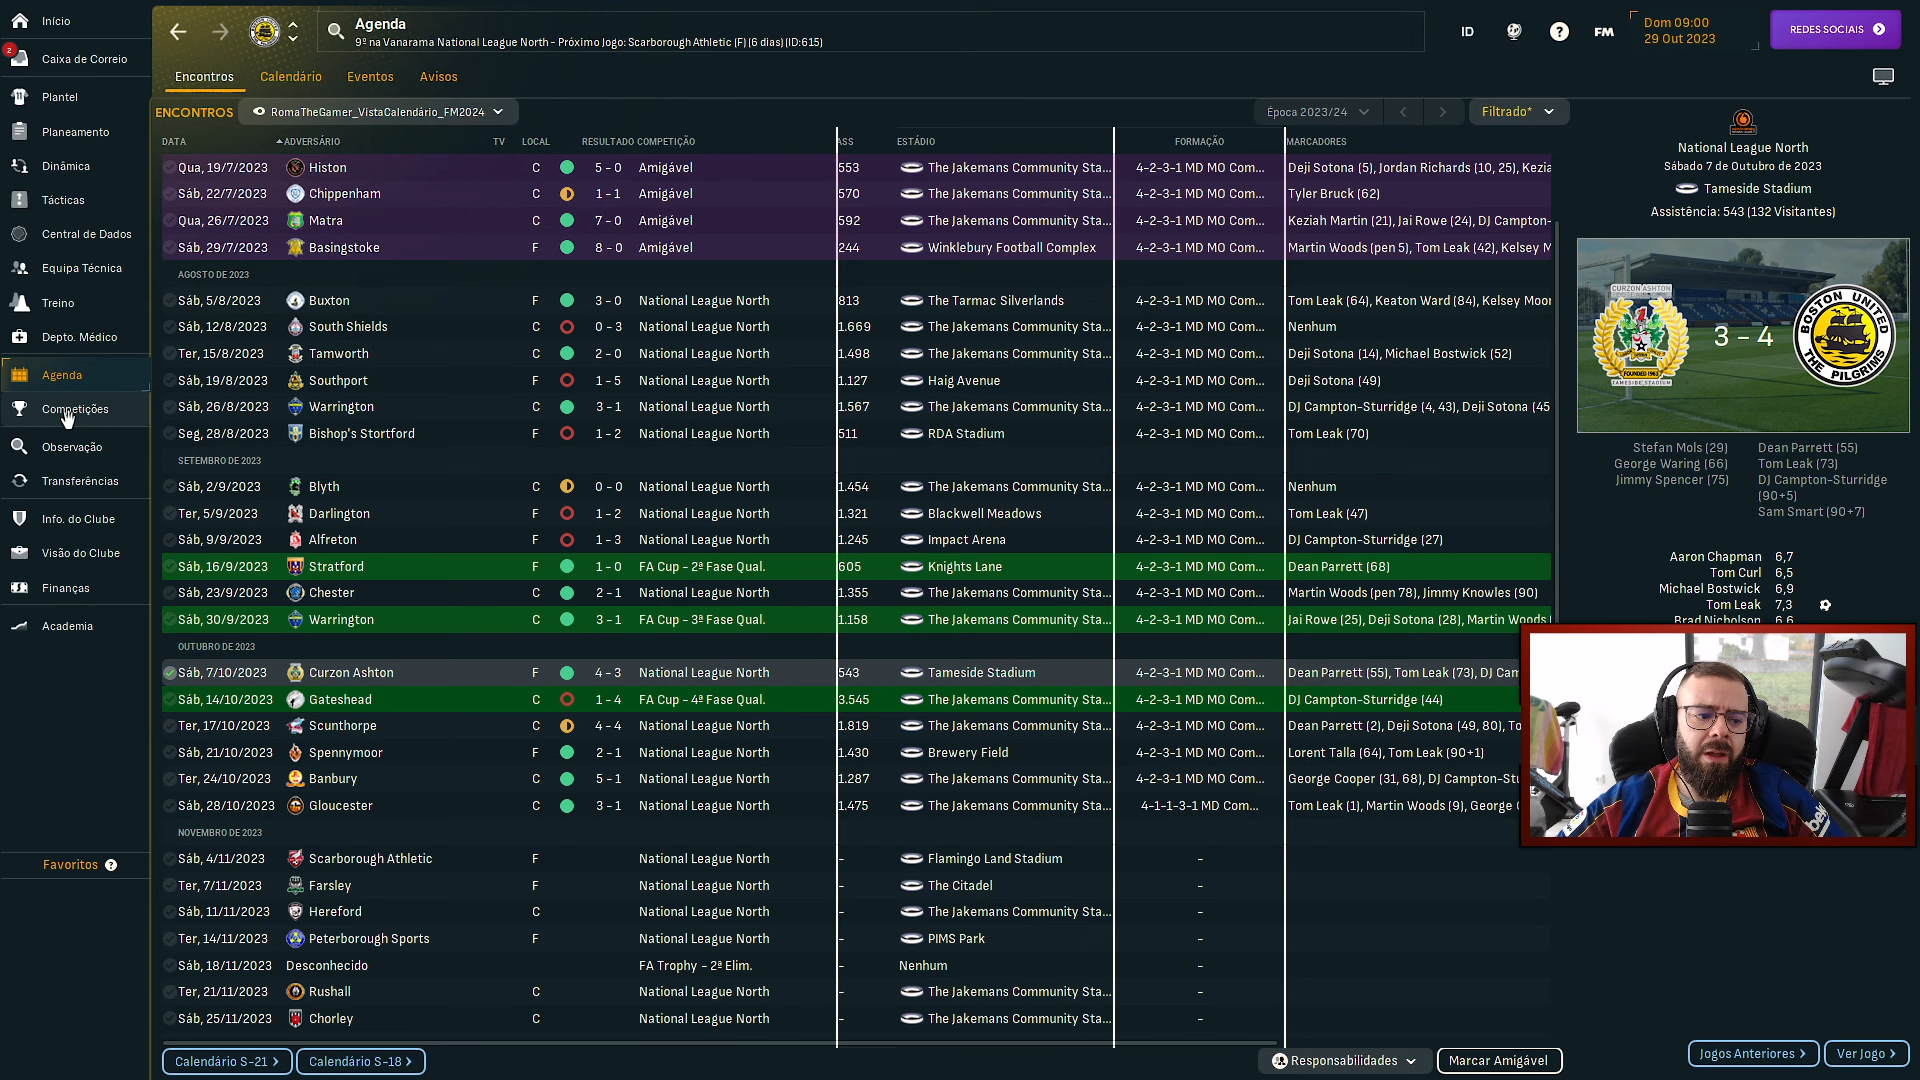 Início
2
Caixa de Correio
Plantel
Planeamento
Dinâmica
Tácticas
Central de Dados
Equipa Técnica
Treino
Depto. Médico
Agenda
Competições
Observação
Transferências
Info. do Clube
Visão do Clube
Finanças
Academia
Favoritos ?
Agenda
9º na Vanarama National League North - Próximo Jogo: Scarborough Athletic (F) (6 dias) (ID:615)
ID
?
FM
Dom 09:00
29 Out 2023
REDES SOCIAIS
Encontros Calendário Eventos Avisos
ENCONTROS RomaTheGamer_VistaCalendário_FM2024 Época 2023/24 Filtrado*
DATA ADVERSÁRIO TV LOCAL RESULTADO COMPETIÇÃO ASS ESTÁDIO FORMAÇÃO MARCADORES
Qua, 19/7/2023 Histon C 5 - 0 Amigável 553 The Jakemans Community Sta... 4-2-3-1 MD MO Com... Deji Sotona (5), Jordan Richards (10, 25), Kezia
Sáb, 22/7/2023 Chippenham C 1 - 1 Amigável 570 The Jakemans Community Sta... 4-2-3-1 MD MO Com... Tyler Bruck (62)
Qua, 26/7/2023 Matra C 7 - 0 Amigável 592 The Jakemans Community Sta... 4-2-3-1 MD MO Com... Keziah Martin (21), Jai Rowe (24), DJ Campton-
Sáb, 29/7/2023 Basingstoke F 8 - 0 Amigável 244 Winklebury Football Complex 4-2-3-1 MD MO Com... Martin Woods (pen 5), Tom Leak (42), Kelsey M
AGOSTO DE 2023
Sáb, 5/8/2023 Buxton F 3 - 0 National League North 813 The Tarmac Silverlands 4-2-3-1 MD MO Com... Tom Leak (64), Keaton Ward (84), Kelsey Moor
Sáb, 12/8/2023 South Shields C 0 - 3 National League North 1.669 The Jakemans Community Sta... 4-2-3-1 MD MO Com... Nenhum
Ter, 15/8/2023 Tamworth C 2 - 0 National League North 1.498 The Jakemans Community Sta... 4-2-3-1 MD MO Com... Deji Sotona (14), Michael Bostwick (52)
Sáb, 19/8/2023 Southport F 1 - 5 National League North 1.127 Haig Avenue 4-2-3-1 MD MO Com... Deji Sotona (49)
Sáb, 26/8/2023 Warrington C 3 - 1 National League North 1.567 The Jakemans Community Sta... 4-2-3-1 MD MO Com... DJ Campton-Sturridge (4, 43), Deji Sotona (45
Seg, 28/8/2023 Bishop's Stortford F 1 - 2 National League North 511 RDA Stadium 4-2-3-1 MD MO Com... Tom Leak (70)
SETEMBRO DE 2023
Sáb, 2/9/2023 Blyth C 0 - 0 National League North 1.454 The Jakemans Community Sta... 4-2-3-1 MD MO Com... Nenhum
Ter, 5/9/2023 Darlington F 1 - 2 National League North 1.321 Blackwell Meadows 4-2-3-1 MD MO Com... Tom Leak (47)
Sáb, 9/9/2023 Alfreton F 1 - 3 National League North 1.245 Impact Arena 4-2-3-1 MD MO Com... DJ Campton-Sturridge (27)
Sáb, 16/9/2023 Stratford F 1 - 0 FA Cup - 2ª Fase Qual. 605 Knights Lane 4-2-3-1 MD MO Com... Dean Parrett (68)
Sáb, 23/9/2023 Chester C 2 - 1 National League North 1.355 The Jakemans Community Sta... 4-2-3-1 MD MO Com... Martin Woods (pen 78), Jimmy Knowles (90)
Sáb, 30/9/2023 Warrington C 3 - 1 FA Cup - 3ª Fase Qual. 1.158 The Jakemans Community Sta... 4-2-3-1 MD MO Com... Jai Rowe (25), Deji Sotona (28), Martin Woods
OUTUBRO DE 2023
Sáb, 7/10/2023 Curzon Ashton F 4 - 3 National League North 543 Tameside Stadium 4-2-3-1 MD MO Com... Dean Parrett (55), Tom Leak (73), DJ Cam
Sáb, 14/10/2023 Gateshead C 1 - 4 FA Cup - 4ª Fase Qual. 3.545 The Jakemans Community Sta... 4-2-3-1 MD MO Com... DJ Campton-Sturridge (44)
Ter, 17/10/2023 Scunthorpe C 4 - 4 National League North 1.819 The Jakemans Community Sta... 4-2-3-1 MD MO Com... Dean Parrett (2), Deji Sotona (49, 80), To
Sáb, 21/10/2023 Spennymoor F 2 - 1 National League North 1.430 Brewery Field 4-2-3-1 MD MO Com... Lorent Talla (64), Tom Leak (90+1)
Ter, 24/10/2023 Banbury C 5 - 1 National League North 1.287 The Jakemans Community Sta... 4-2-3-1 MD MO Com... George Cooper (31, 68), DJ Campton-Stu
Sáb, 28/10/2023 Gloucester C 3 - 1 National League North 1.475 The Jakemans Community Sta... 4-1-1-3-1 MD Com... Tom Leak (1), Martin Woods (9), George
NOVEMBRO DE 2023
Sáb, 4/11/2023 Scarborough Athletic F National League North - Flamingo Land Stadium -
Ter, 7/11/2023 Farsley F National League North - The Citadel -
Sáb, 11/11/2023 Hereford C National League North - The Jakemans Community Sta... -
Ter, 14/11/2023 Peterborough Sports F National League North - PIMS Park -
Sáb, 18/11/2023 Desconhecido FA Trophy - 2ª Elim. - Nenhum
Ter, 21/11/2023 Rushall C National League North - The Jakemans Community Sta... -
Sáb, 25/11/2023 Chorley C National League North - The Jakemans Community Sta... -
Calendário S-21 > Calendário S-18 > Responsabilidades Marcar Amigável Jogos Anteriores > Ver Jogo >
National League North
Sábado 7 de Outubro de 2023
Tameside Stadium
Assistência: 543 (132 Visitantes)
CURZON ASHTON
FOUNDED 1963
TAMESIDE STADIUM
3 - 4
BOSTON UNITED
THE PILGRIMS
Stefan Mols (29) Dean Parrett (55)
George Waring (66) Tom Leak (73)
Jimmy Spencer (75) DJ Campton-Sturridge
(90+5)
Sam Smart (90+7)
Aaron Chapman 6,7
Tom Curl 6,5
Michael Bostwick 6,9
Tom Leak 7,3
Brad Nicholson 6,6
beko